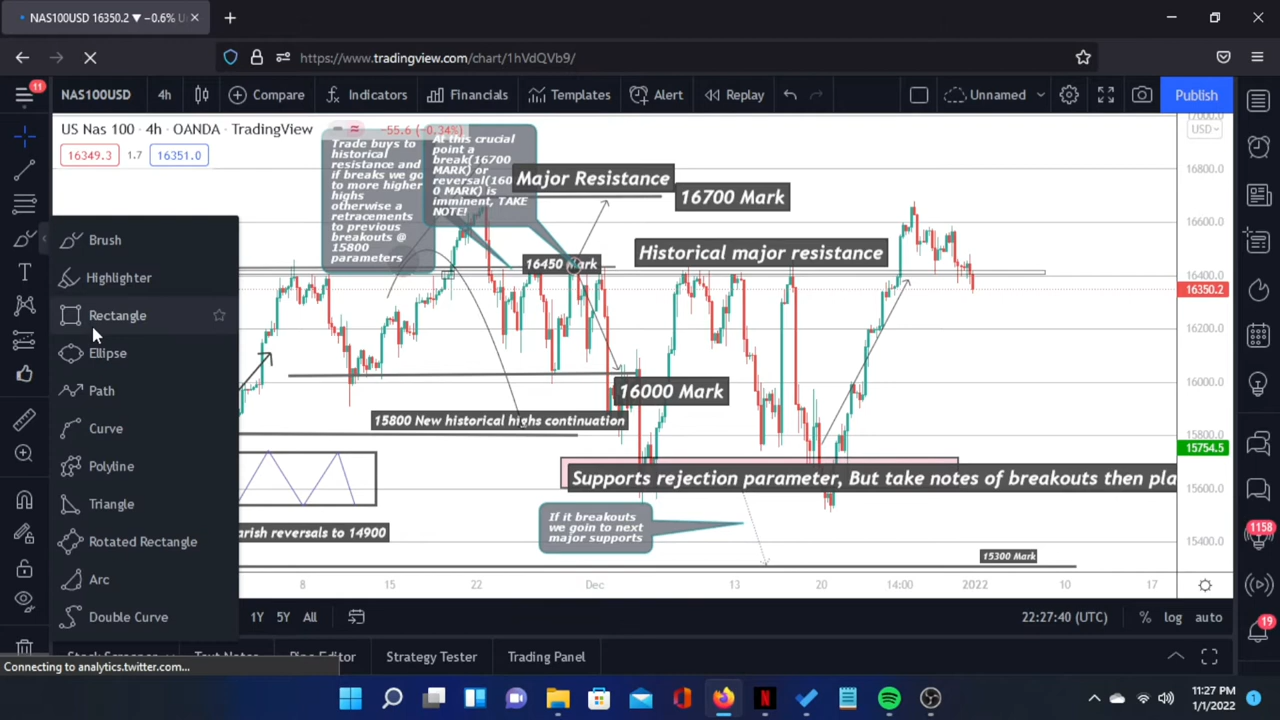 NAS100USD 16350.2 ▼ −0.6% U
https://www.tradingview.com/chart/1hVdQVb9/
11
NAS100USD 4h Compare Indicators Financials Templates Alert Replay Unnamed Publish
US Nas 100 · 4h · OANDA · TradingView
−55.6 (−0.34%)
16349.3 1.7 16351.0
USD
17000.0
16800.0
16600.0
16400.0
16350.2
16200.0
16000.0
15800.0
15754.5
15600.0
15400.0
Trade buys to
historical
resistance and
if breaks we go
to more higher
highs
otherwise a
retracements
to previous
breakouts @
15800
parameters
At this crucial
point a
break(16700
MARK) or
reversal(160
0 MARK) is
imminent, TAKE
NOTE!
Major Resistance
16700 Mark
Historical major resistance
16450 Mark
16000 Mark
15800 New historical highs continuation
Supports rejection parameter, But take notes of breakouts then pla
If it breakouts
we goin to next
major supports
arish reversals to 14900
15300 Mark
Brush
Highlighter
Rectangle
Ellipse
Path
Curve
Polyline
Triangle
Rotated Rectangle
Arc
Double Curve
8 15 22 Dec 13 20 14:00 2022 10 17
1Y 5Y All 22:27:40 (UTC) % log auto
Strategy Tester Trading Panel
Connecting to analytics.twitter.com...
1158
19
11:27 PM
1/1/2022
1